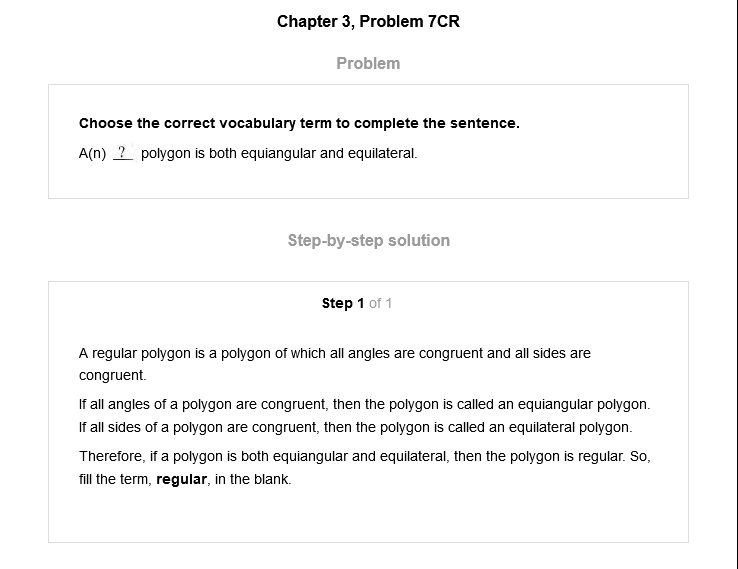 Chapter 3, Problem 7CR
Problem
Choose the correct vocabulary term to complete the sentence.
A(n) ? polygon is both equiangular and equilateral.
Step-by-step solution
Step 1 of 1
A regular polygon is a polygon of which all angles are congruent and all sides are
congruent.
If all angles of a polygon are congruent, then the polygon is called an equiangular polygon.
If all sides of a polygon are congruent, then the polygon is called an equilateral polygon.
Therefore, if a polygon is both equiangular and equilateral, then the polygon is regular. So,
fill the term, regular, in the blank.